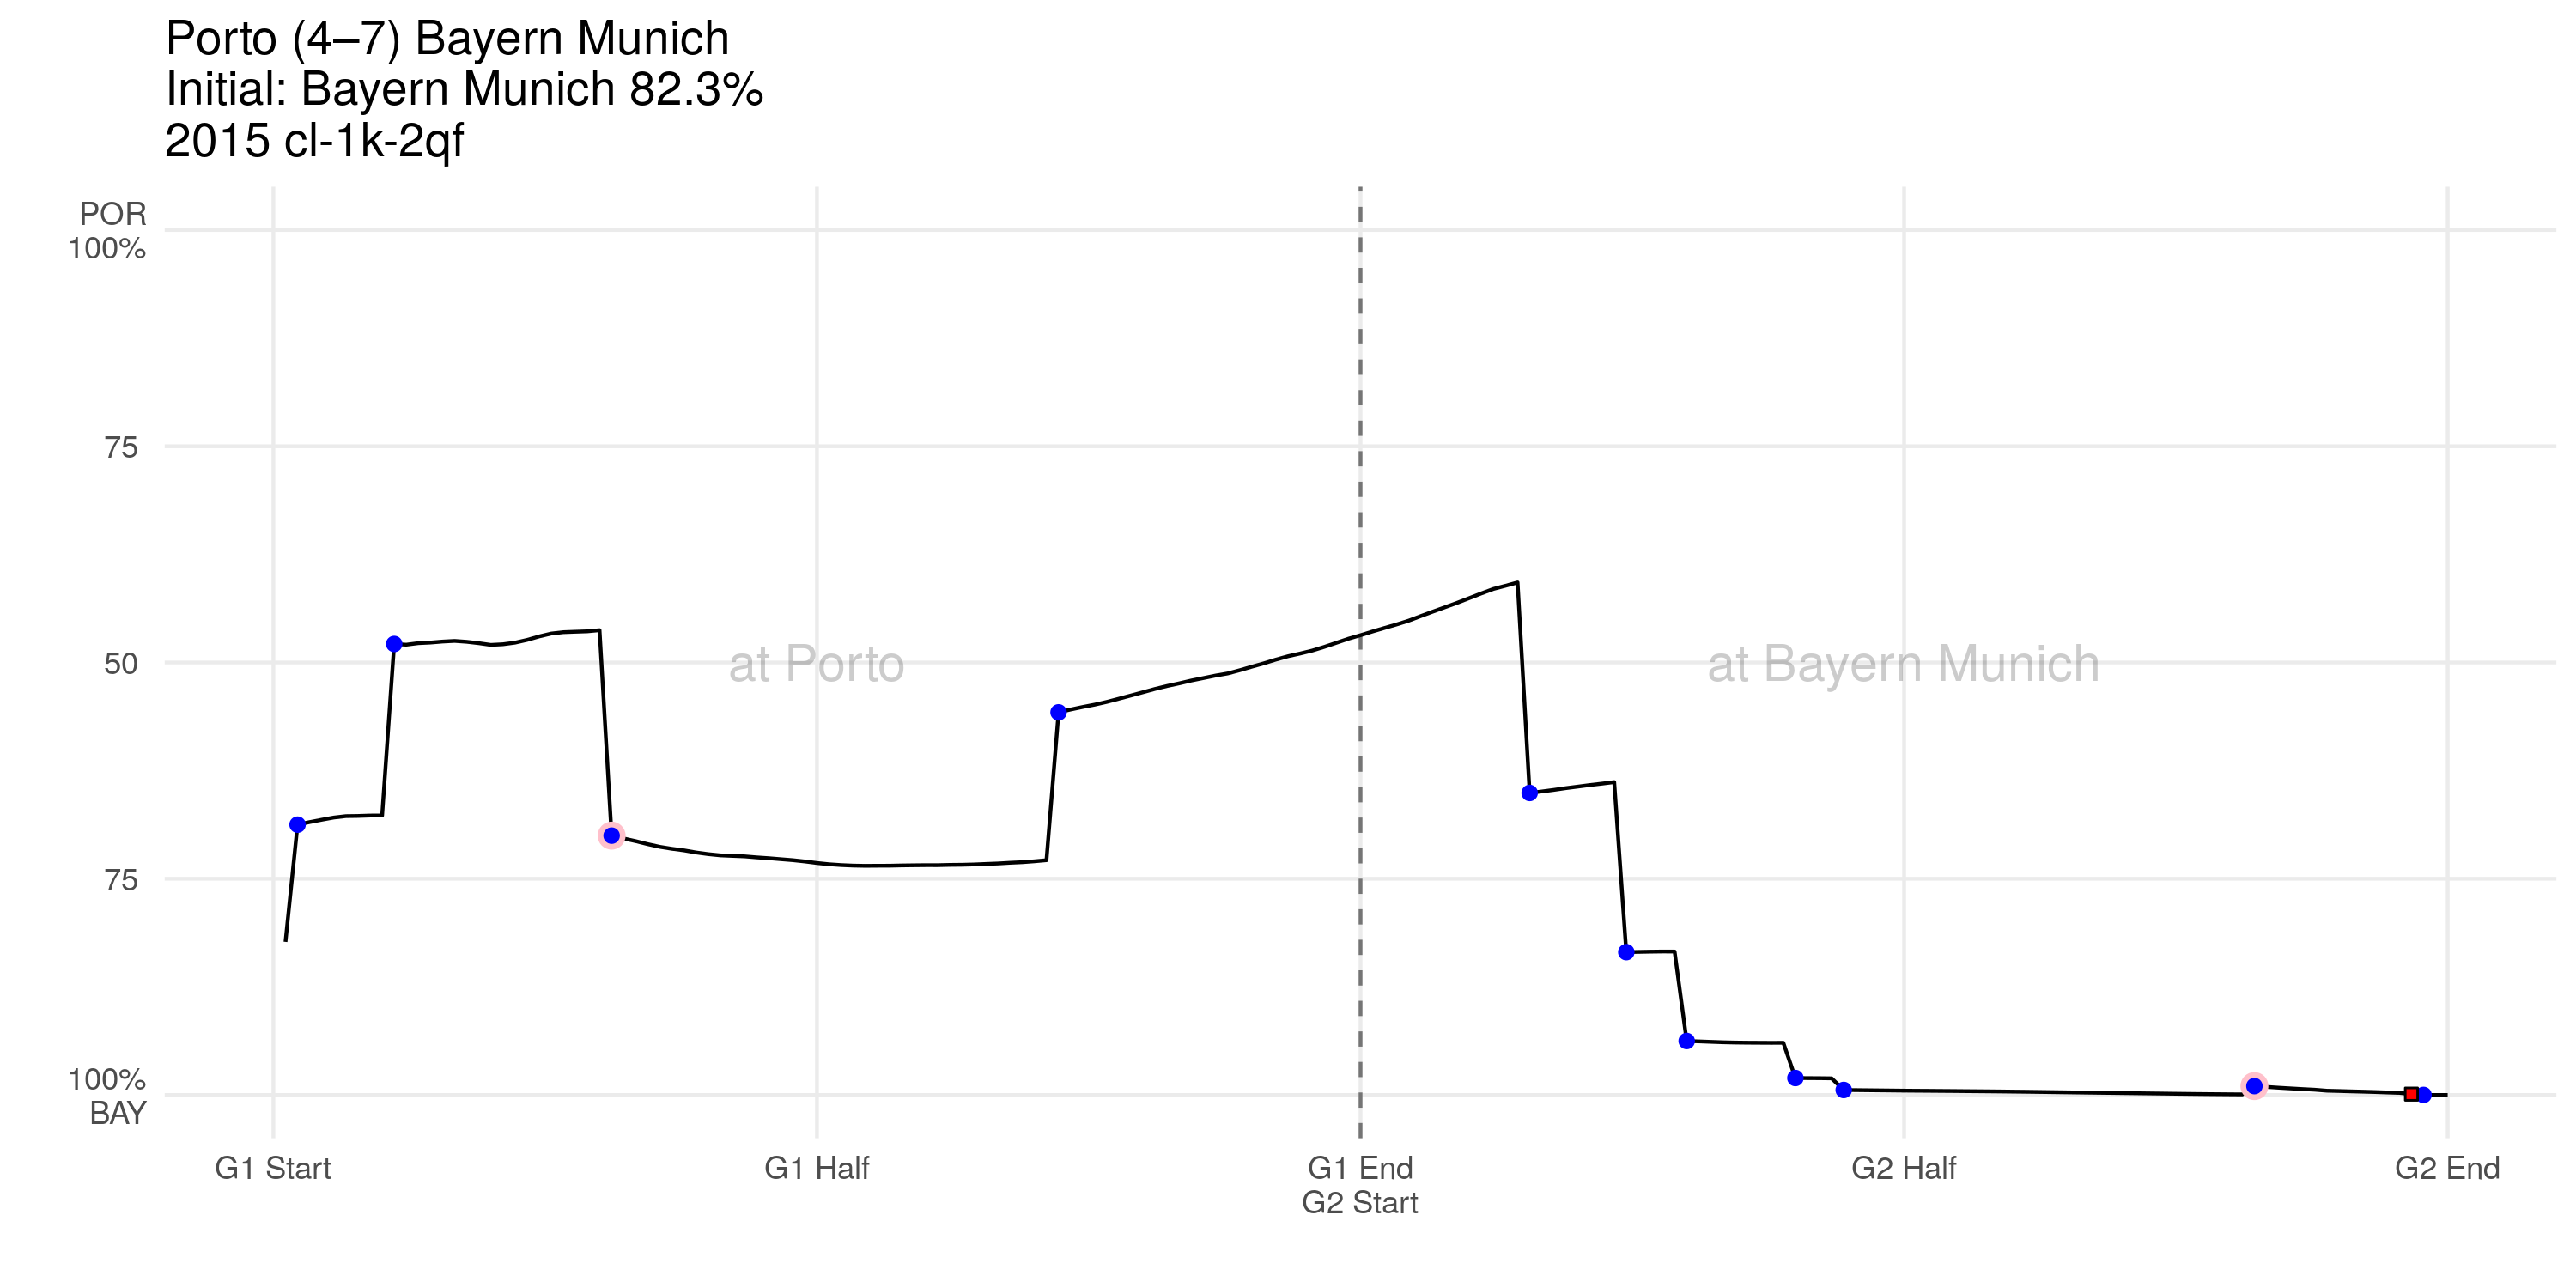 Porto (4–7) Bayern Munich
Initial: Bayern Munich 82.3%
2015 cl-1k-2qf
POR
100%
75
50
75
100%
BAY
at Porto
at Bayern Munich
G1 Start
G1 Half
G1 End
G2 Start
G2 Half
G2 End